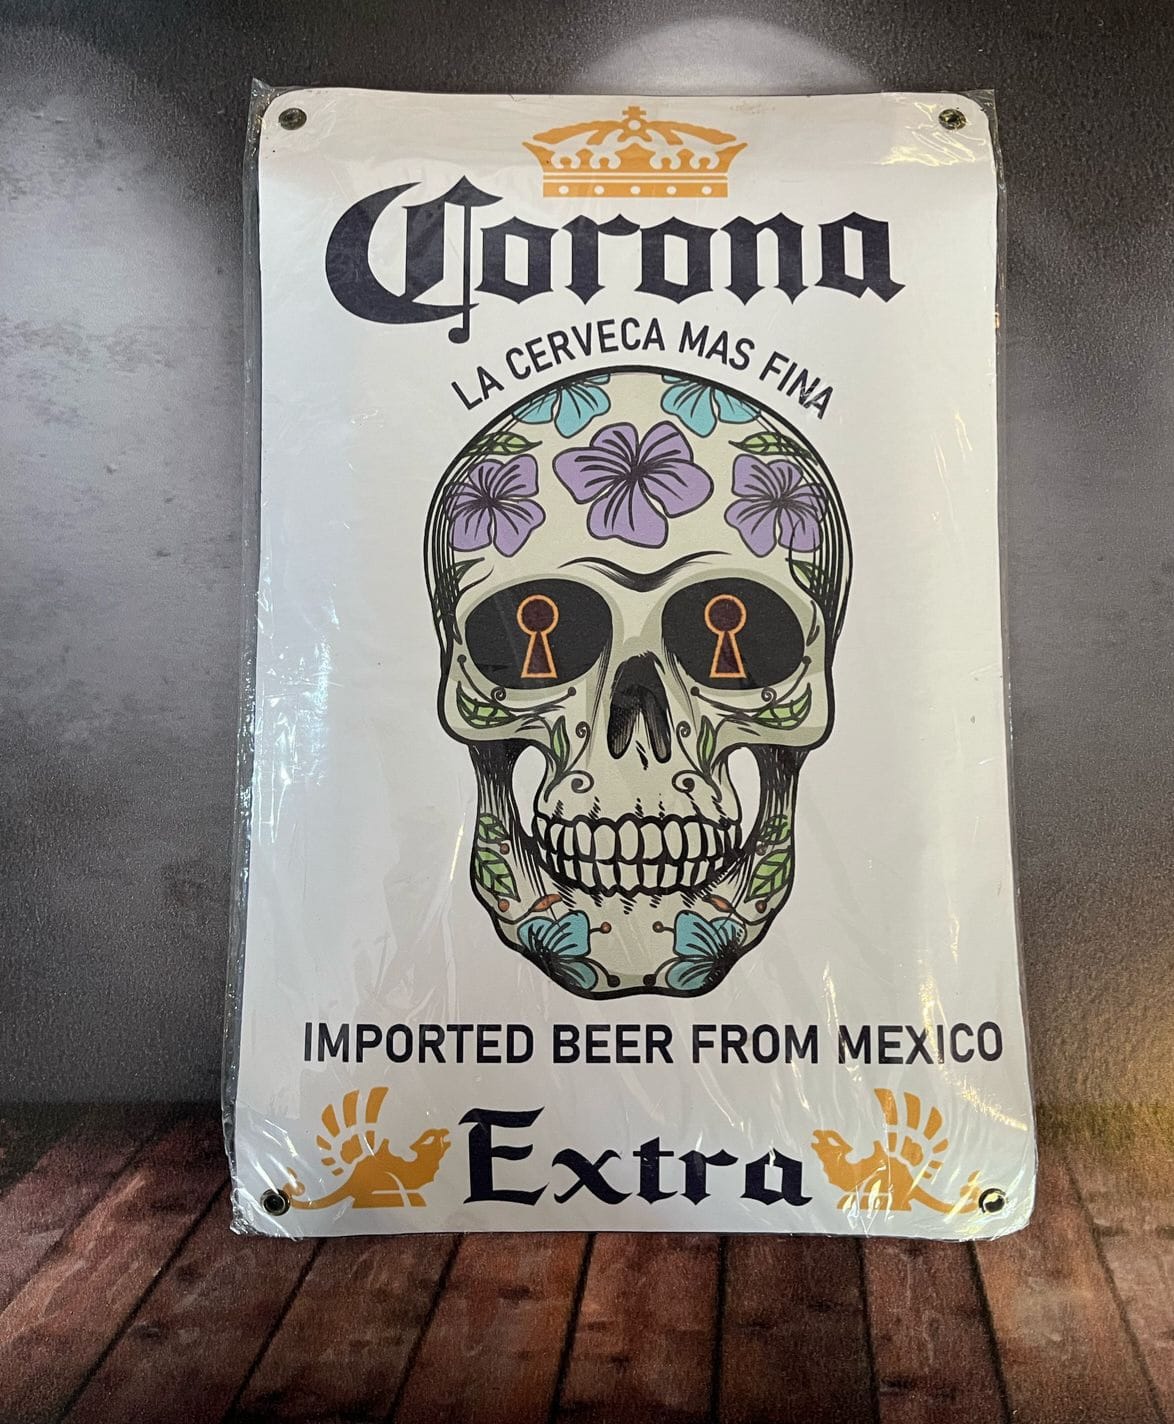 Corona
LA CERVECA MAS FINA
IMPORTED BEER FROM MEXICO
Extra